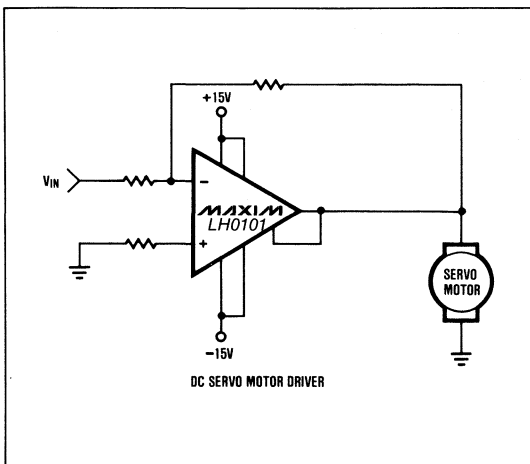 +15V
VIN
−
MAXIM
LH0101
+
SERVO
MOTOR
−15V
DC SERVO MOTOR DRIVER